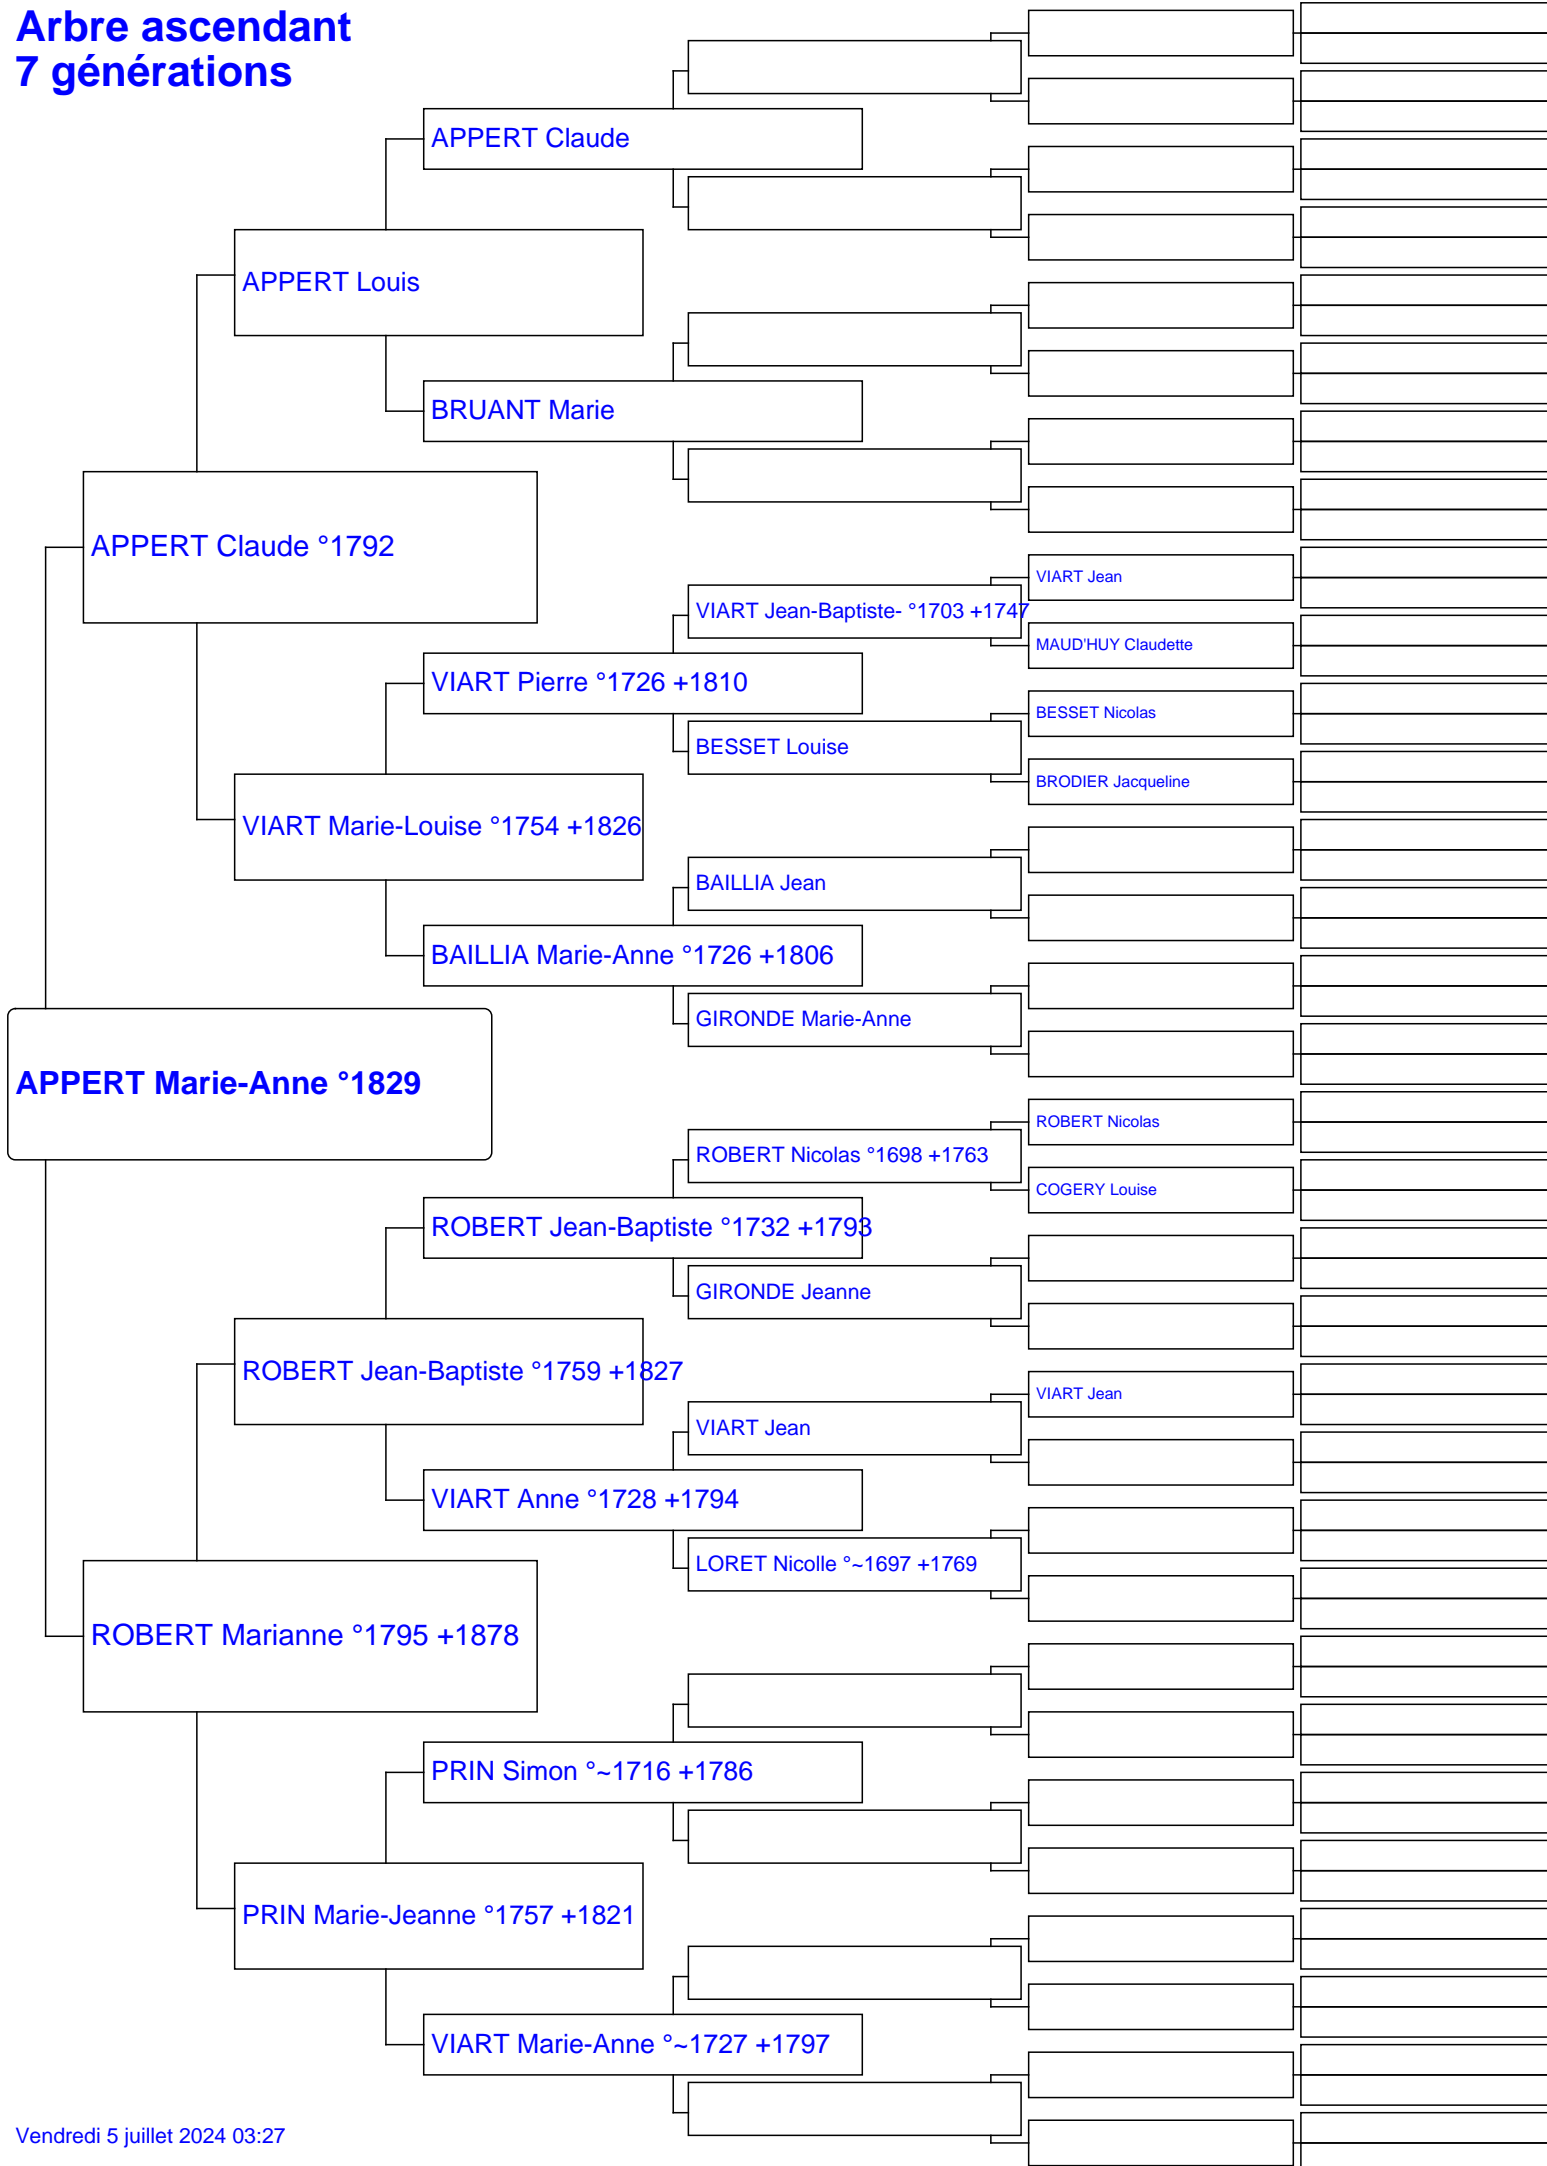 Arbre ascendant
7 générations
APPERT Claude
APPERT Louis
BRUANT Marie
APPERT Claude °1792
VIART Jean
VIART Jean-Baptiste- °1703 +1747
MAUD'HUY Claudette
VIART Pierre °1726 +1810
BESSET Nicolas
BESSET Louise
BRODIER Jacqueline
VIART Marie-Louise °1754 +1826
BAILLIA Jean
BAILLIA Marie-Anne °1726 +1806
GIRONDE Marie-Anne
APPERT Marie-Anne °1829
ROBERT Nicolas
ROBERT Nicolas °1698 +1763
COGERY Louise
ROBERT Jean-Baptiste °1732 +1793
GIRONDE Jeanne
ROBERT Jean-Baptiste °1759 +1827
VIART Jean
VIART Jean
VIART Anne °1728 +1794
LORET Nicolle °~1697 +1769
ROBERT Marianne °1795 +1878
PRIN Simon °~1716 +1786
PRIN Marie-Jeanne °1757 +1821
VIART Marie-Anne °~1727 +1797
Vendredi 5 juillet 2024 03:27